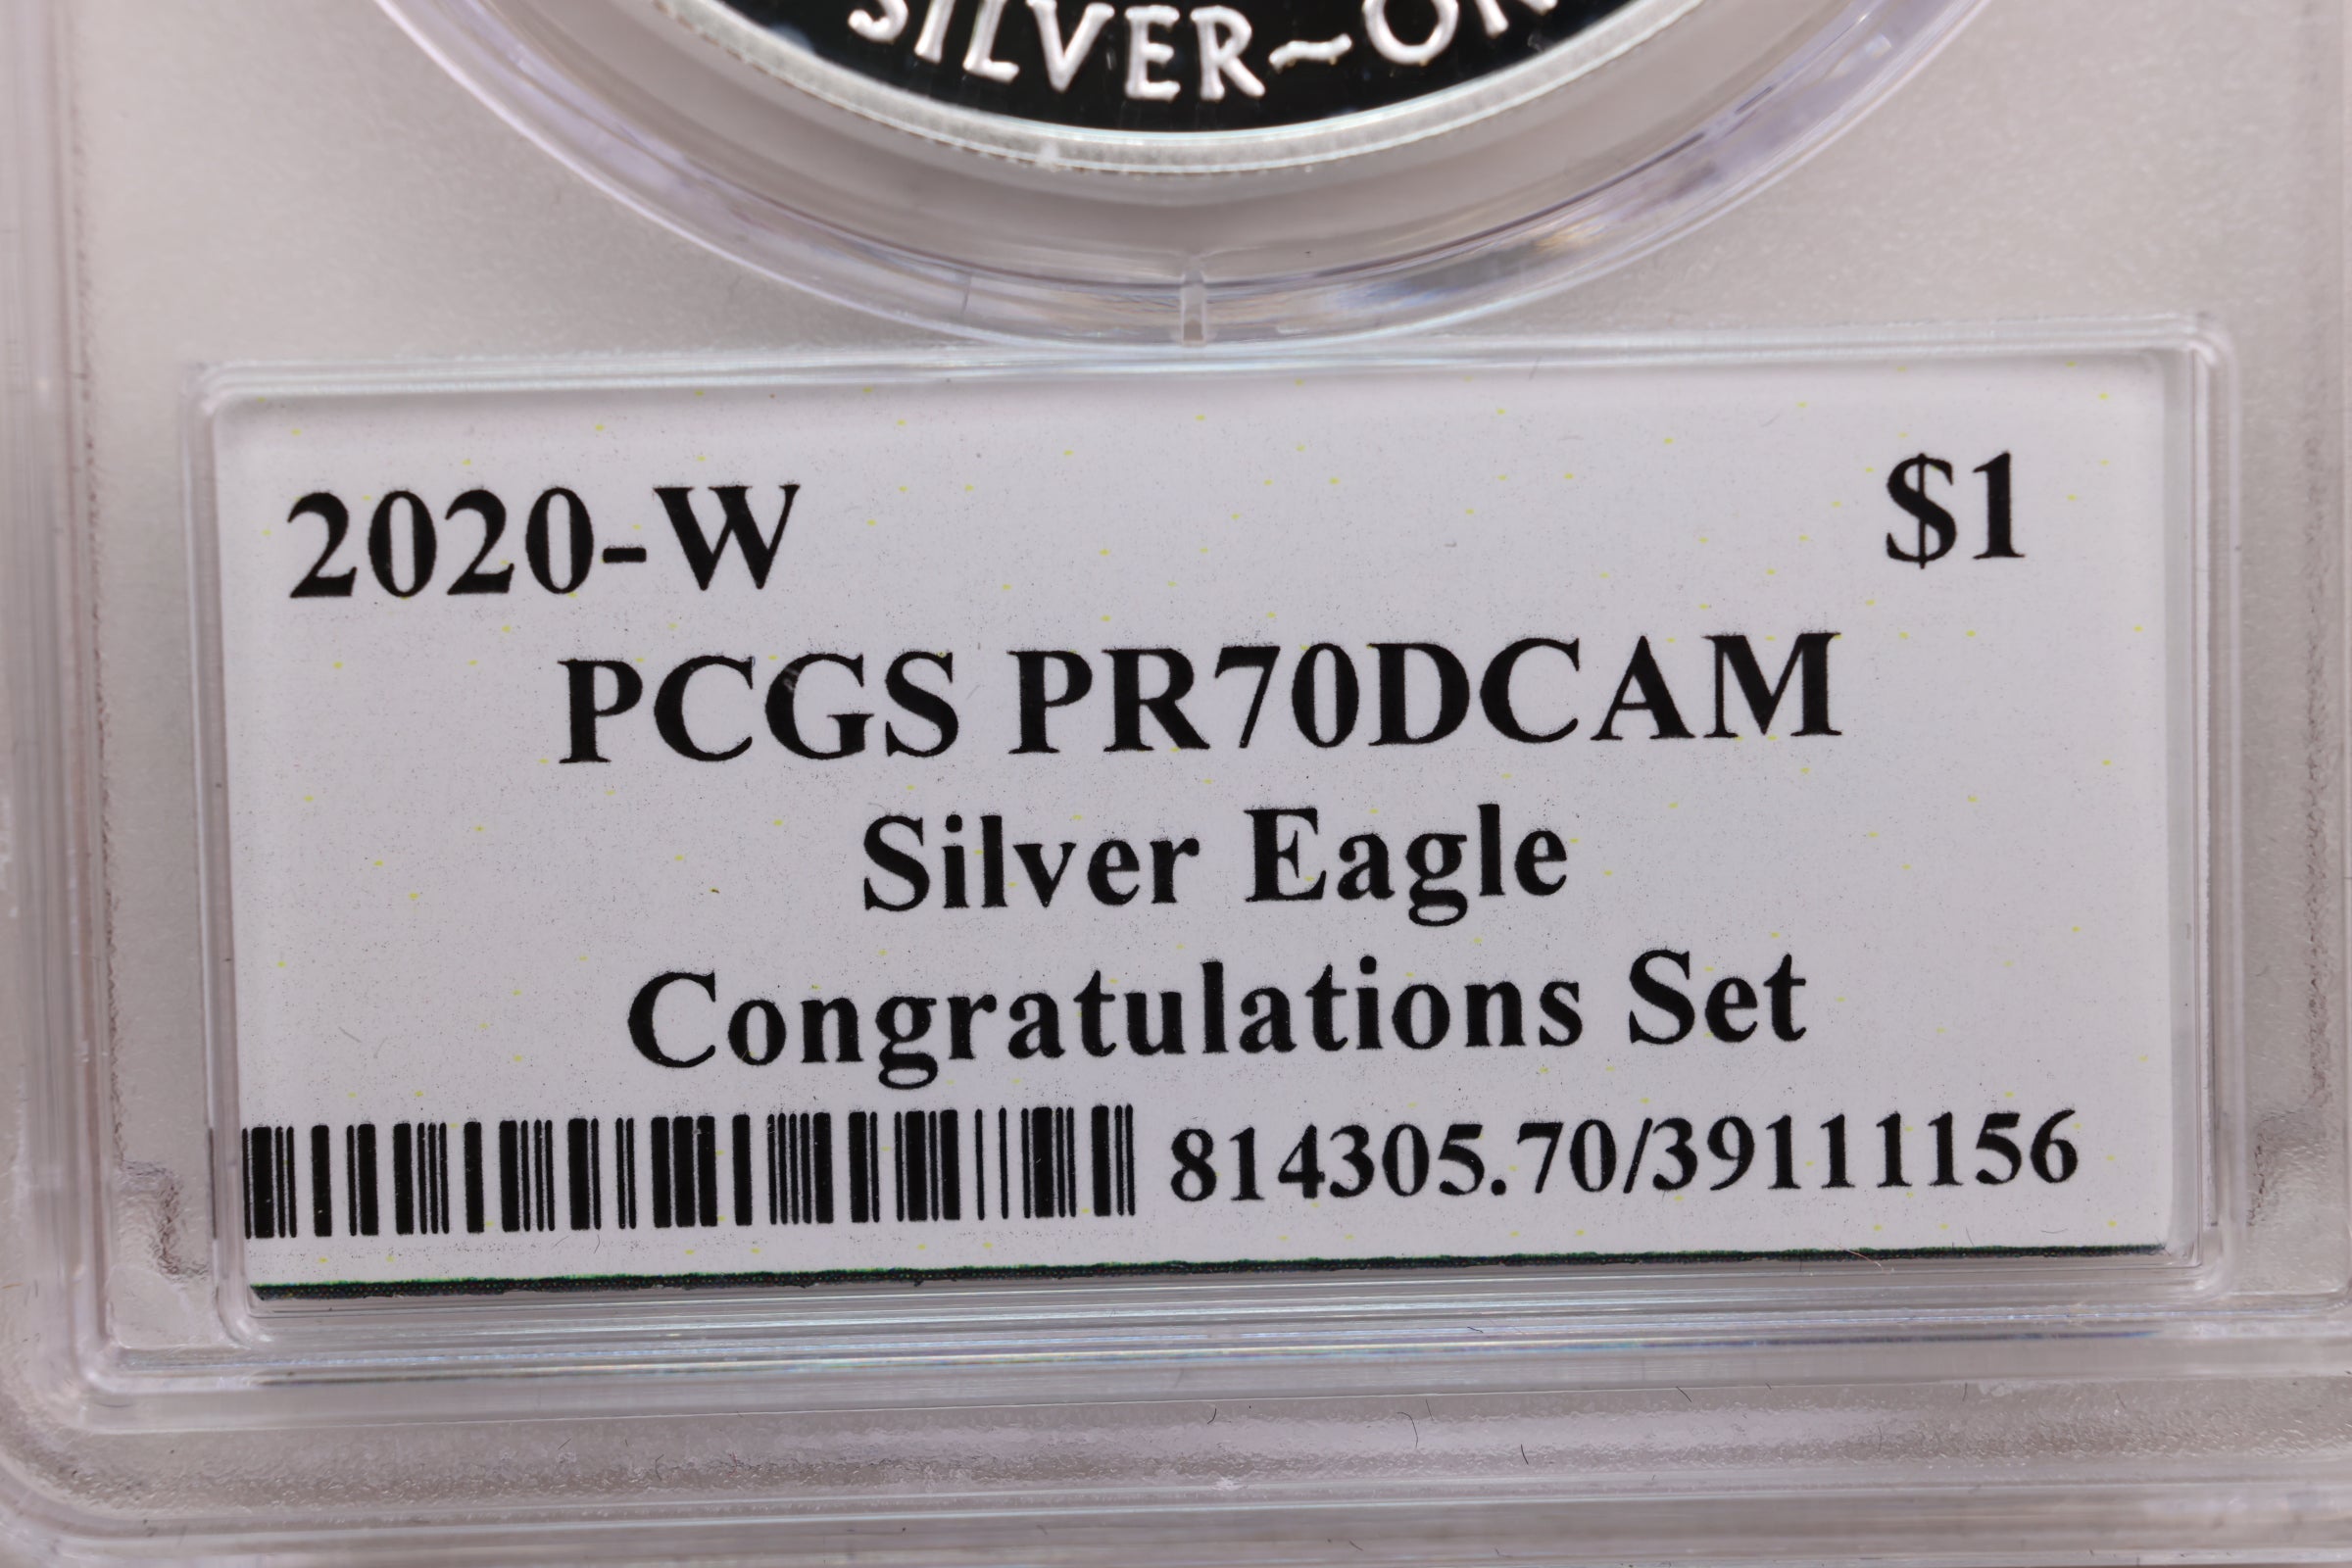 SILVER~ON
2020-W $1
PCGS PR70DCAM
Silver Eagle
Congratulations Set
814305.70/39111156